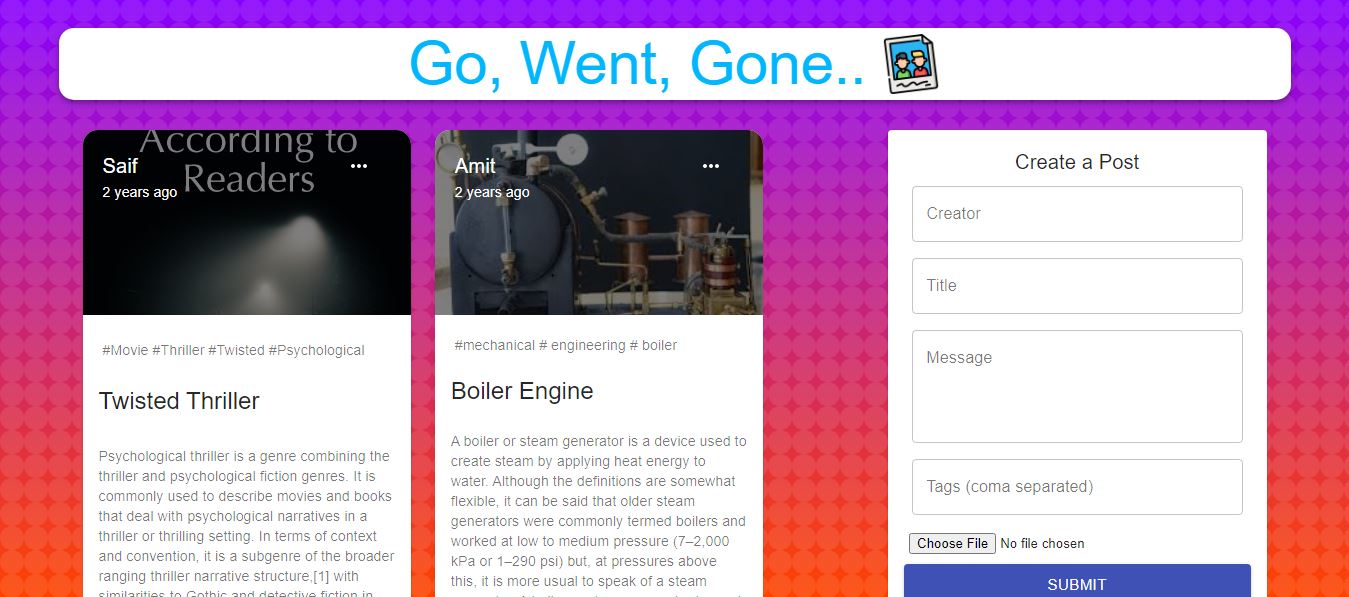 Go, Went, Gone..
According to
Readers
Saif
2 years ago
#Movie #Thriller #Twisted #Psychological
Twisted Thriller
Psychological thriller is a genre combining the
thriller and psychological fiction genres. It is
commonly used to describe movies and books
that deal with psychological narratives in a
thriller or thrilling setting. In terms of context
and convention, it is a subgenre of the broader
ranging thriller narrative structure,[1] with
similarities to Gothic and detective fiction in
Amit
2 years ago
#mechanical # engineering # boiler
Boiler Engine
A boiler or steam generator is a device used to
create steam by applying heat energy to
water. Although the definitions are somewhat
flexible, it can be said that older steam
generators were commonly termed boilers and
worked at low to medium pressure (7–2,000
kPa or 1–290 psi) but, at pressures above
this, it is more usual to speak of a steam
Create a Post
Creator
Title
Message
Tags (coma separated)
Choose File No file chosen
SUBMIT